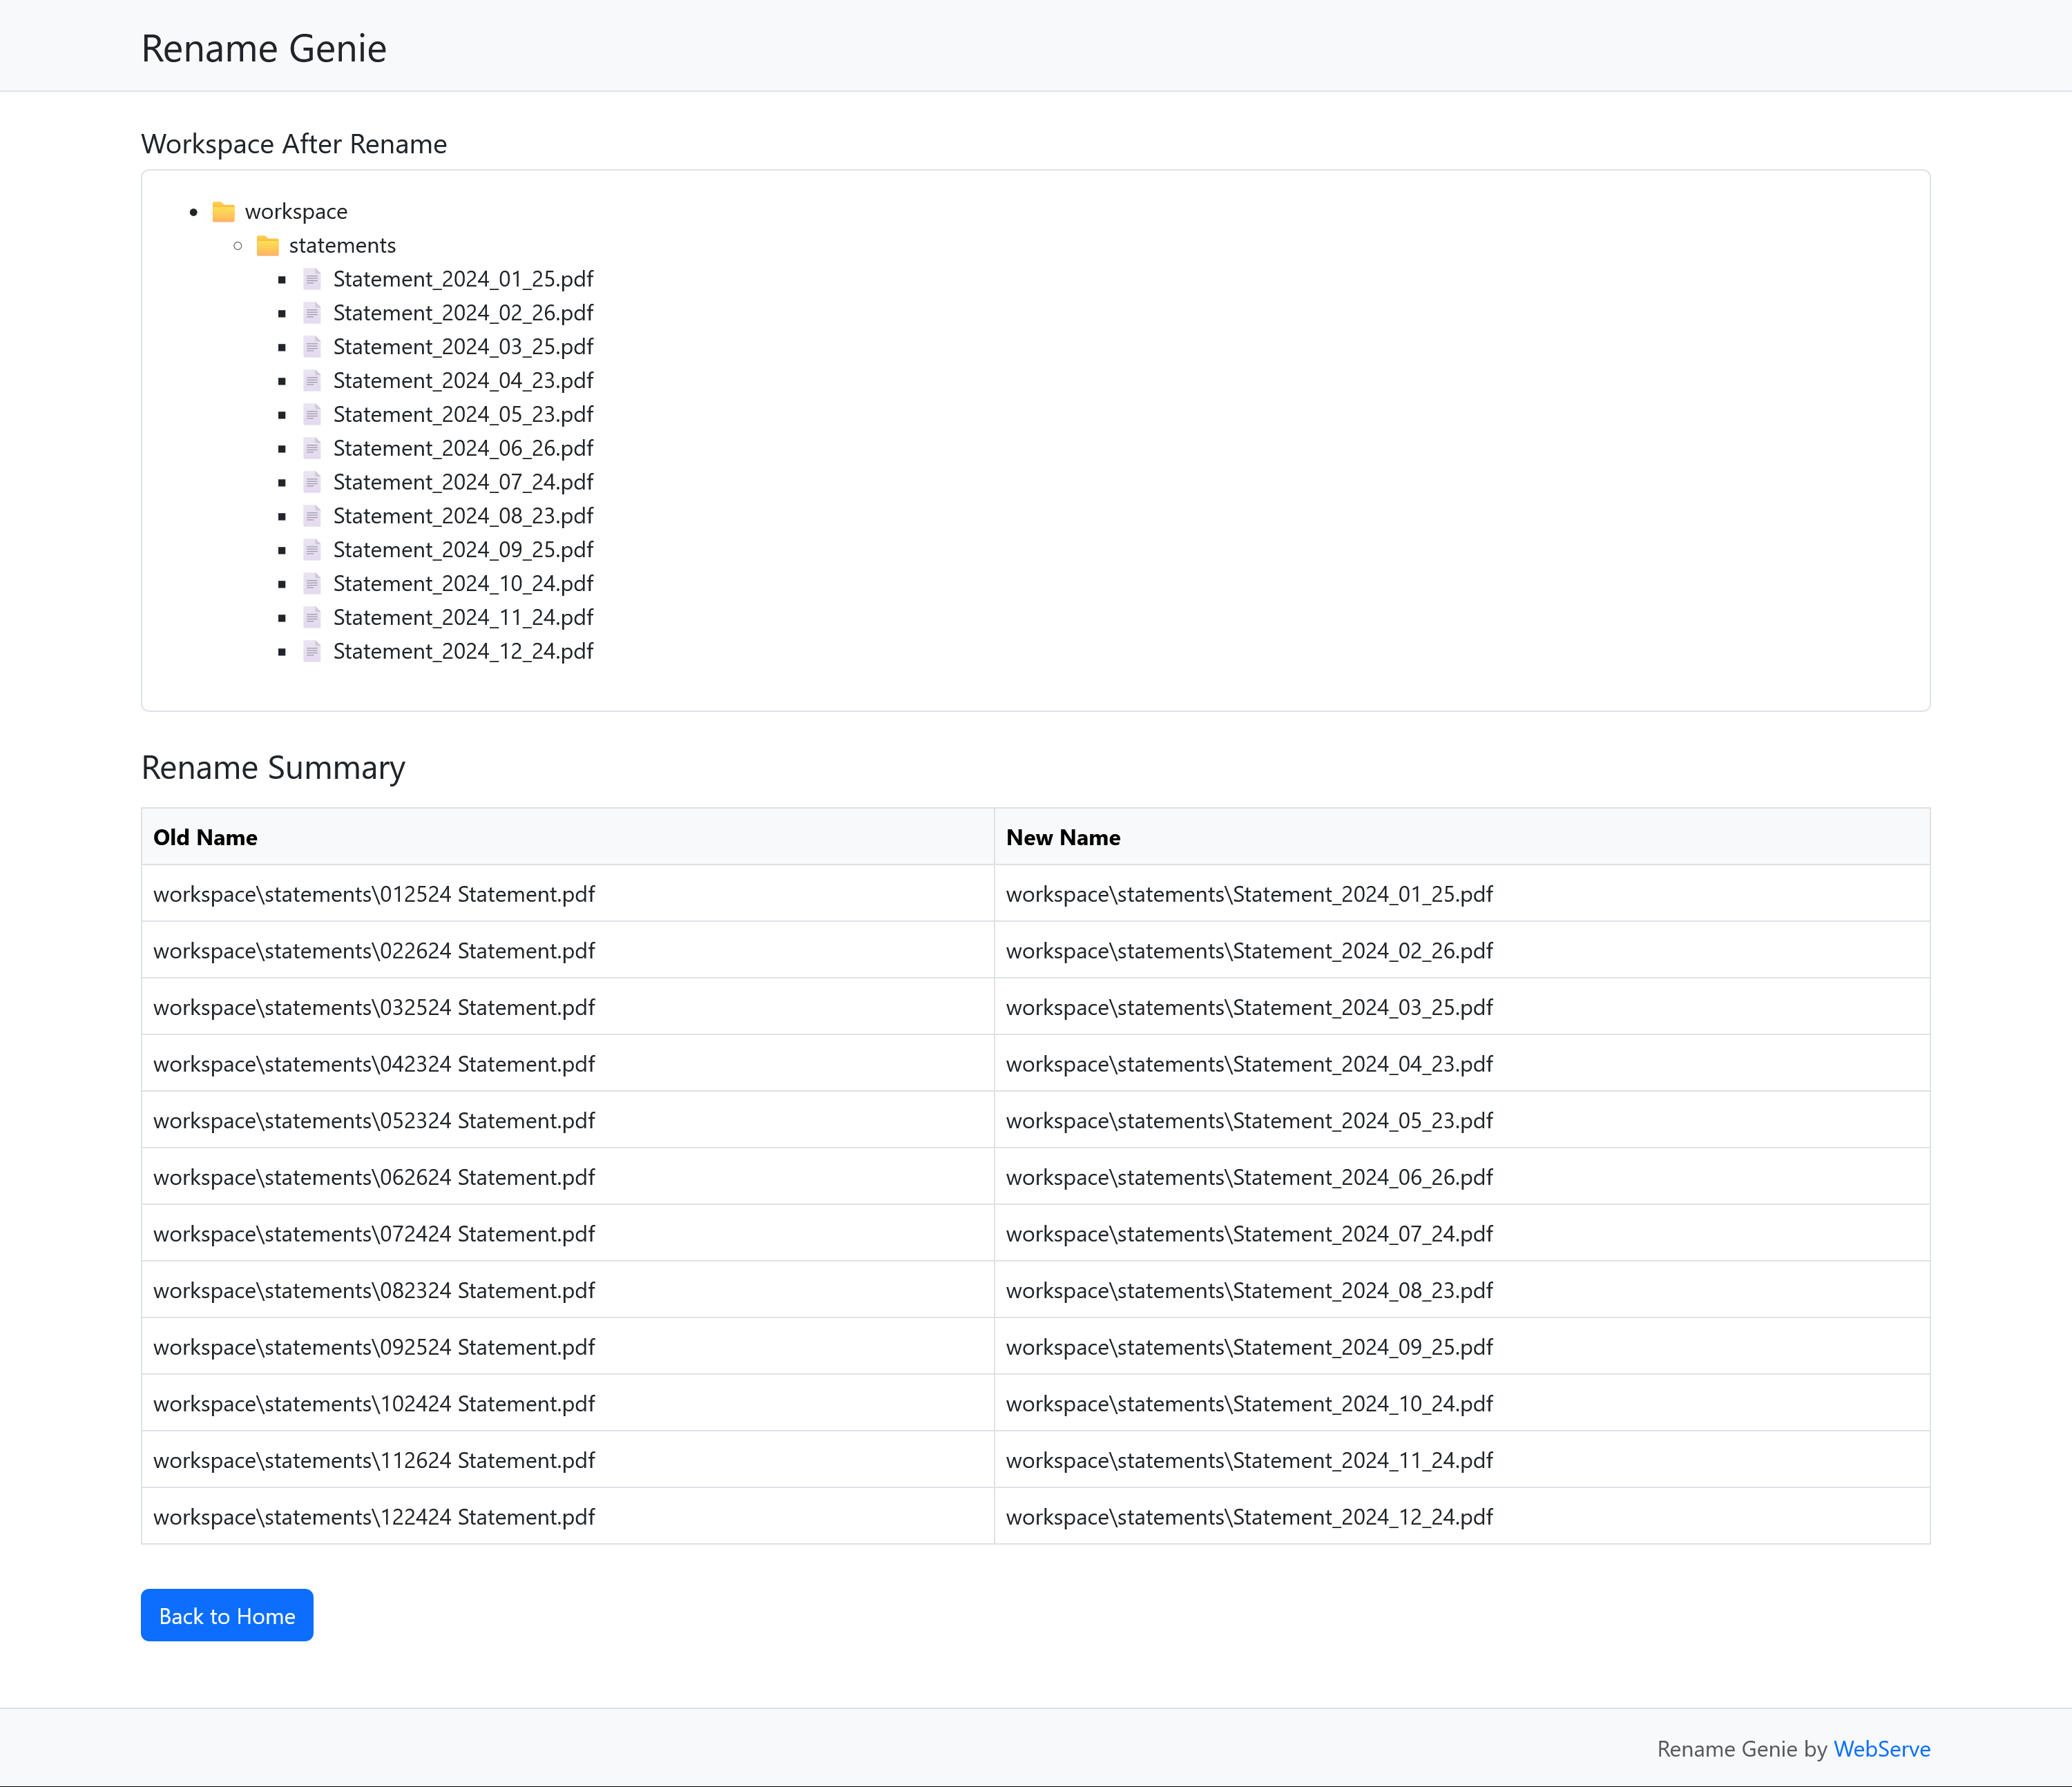 Rename Genie
Workspace After Rename
workspace
statements
Statement_2024_01_25.pdf
Statement_2024_02_26.pdf
Statement_2024_03_25.pdf
Statement_2024_04_23.pdf
Statement_2024_05_23.pdf
Statement_2024_06_26.pdf
Statement_2024_07_24.pdf
Statement_2024_08_23.pdf
Statement_2024_09_25.pdf
Statement_2024_10_24.pdf
Statement_2024_11_24.pdf
Statement_2024_12_24.pdf
Rename Summary
Old Name New Name
workspace\statements\012524 Statement.pdf workspace\statements\Statement_2024_01_25.pdf
workspace\statements\022624 Statement.pdf workspace\statements\Statement_2024_02_26.pdf
workspace\statements\032524 Statement.pdf workspace\statements\Statement_2024_03_25.pdf
workspace\statements\042324 Statement.pdf workspace\statements\Statement_2024_04_23.pdf
workspace\statements\052324 Statement.pdf workspace\statements\Statement_2024_05_23.pdf
workspace\statements\062624 Statement.pdf workspace\statements\Statement_2024_06_26.pdf
workspace\statements\072424 Statement.pdf workspace\statements\Statement_2024_07_24.pdf
workspace\statements\082324 Statement.pdf workspace\statements\Statement_2024_08_23.pdf
workspace\statements\092524 Statement.pdf workspace\statements\Statement_2024_09_25.pdf
workspace\statements\102424 Statement.pdf workspace\statements\Statement_2024_10_24.pdf
workspace\statements\112624 Statement.pdf workspace\statements\Statement_2024_11_24.pdf
workspace\statements\122424 Statement.pdf workspace\statements\Statement_2024_12_24.pdf
Back to Home
Rename Genie by WebServe